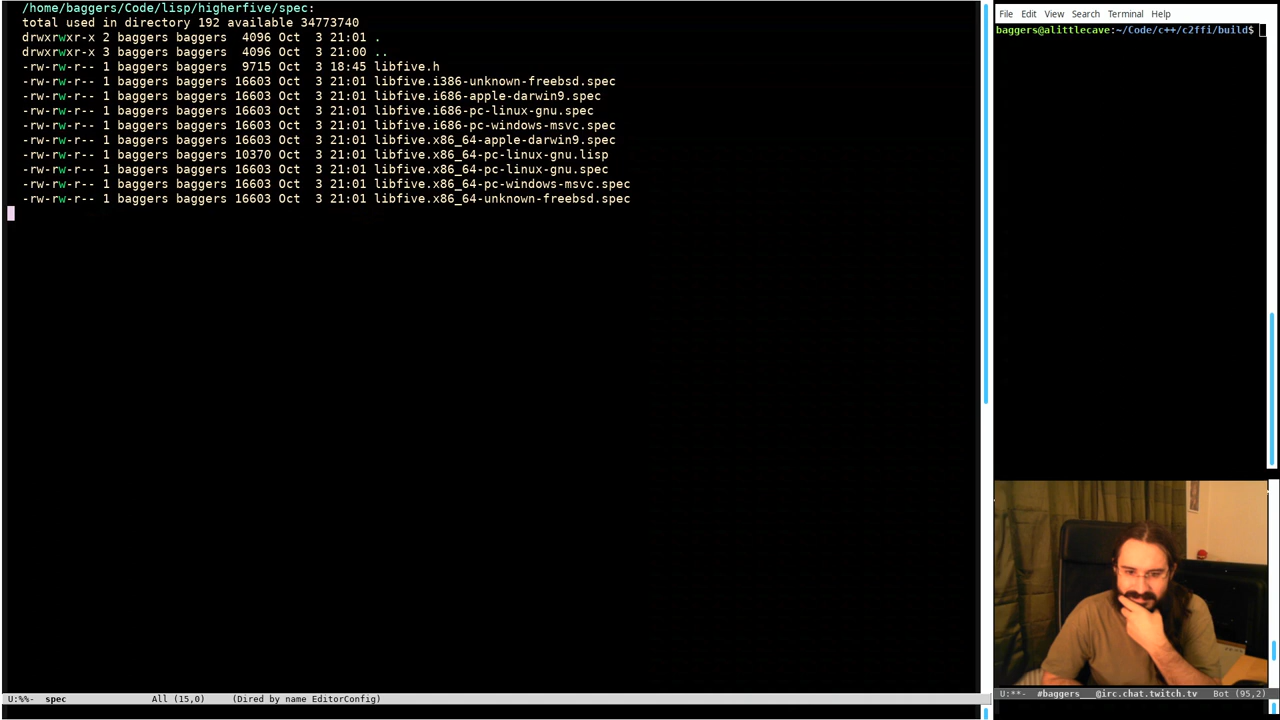 /home/baggers/Code/lisp/higherfive/spec:
total used in directory 192 available 34773740
drwxrwxr-x 2 baggers baggers  4096 Oct  3 21:01 .
drwxrwxr-x 3 baggers baggers  4096 Oct  3 21:00 ..
-rw-rw-r-- 1 baggers baggers  9715 Oct  3 18:45 libfive.h
-rw-rw-r-- 1 baggers baggers 16603 Oct  3 21:01 libfive.i386-unknown-freebsd.spec
-rw-rw-r-- 1 baggers baggers 16603 Oct  3 21:01 libfive.i686-apple-darwin9.spec
-rw-rw-r-- 1 baggers baggers 16603 Oct  3 21:01 libfive.i686-pc-linux-gnu.spec
-rw-rw-r-- 1 baggers baggers 16603 Oct  3 21:01 libfive.i686-pc-windows-msvc.spec
-rw-rw-r-- 1 baggers baggers 16603 Oct  3 21:01 libfive.x86_64-apple-darwin9.spec
-rw-rw-r-- 1 baggers baggers 10370 Oct  3 21:01 libfive.x86_64-pc-linux-gnu.lisp
-rw-rw-r-- 1 baggers baggers 16603 Oct  3 21:01 libfive.x86_64-pc-linux-gnu.spec
-rw-rw-r-- 1 baggers baggers 16603 Oct  3 21:01 libfive.x86_64-pc-windows-msvc.spec
-rw-rw-r-- 1 baggers baggers 16603 Oct  3 21:01 libfive.x86_64-unknown-freebsd.spec
U:%%-  spec   All (15,0)   (Dired by name EditorConfig)
File Edit View Search Terminal Help
baggers@alittlecave:~/Code/c++/c2ffi/build$
U:**-  #baggers___@irc.chat.twitch.tv   Bot (95,2)